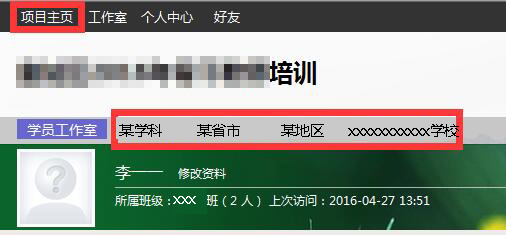 项目主页 工作室 个人中心 好友
培训
学员工作室 某学科 某省市 某地区 xxxxxxxxxxx学校
李一一 修改资料
所属班级：XXX 班（2 人） 上次访问：2016-04-27 13:51